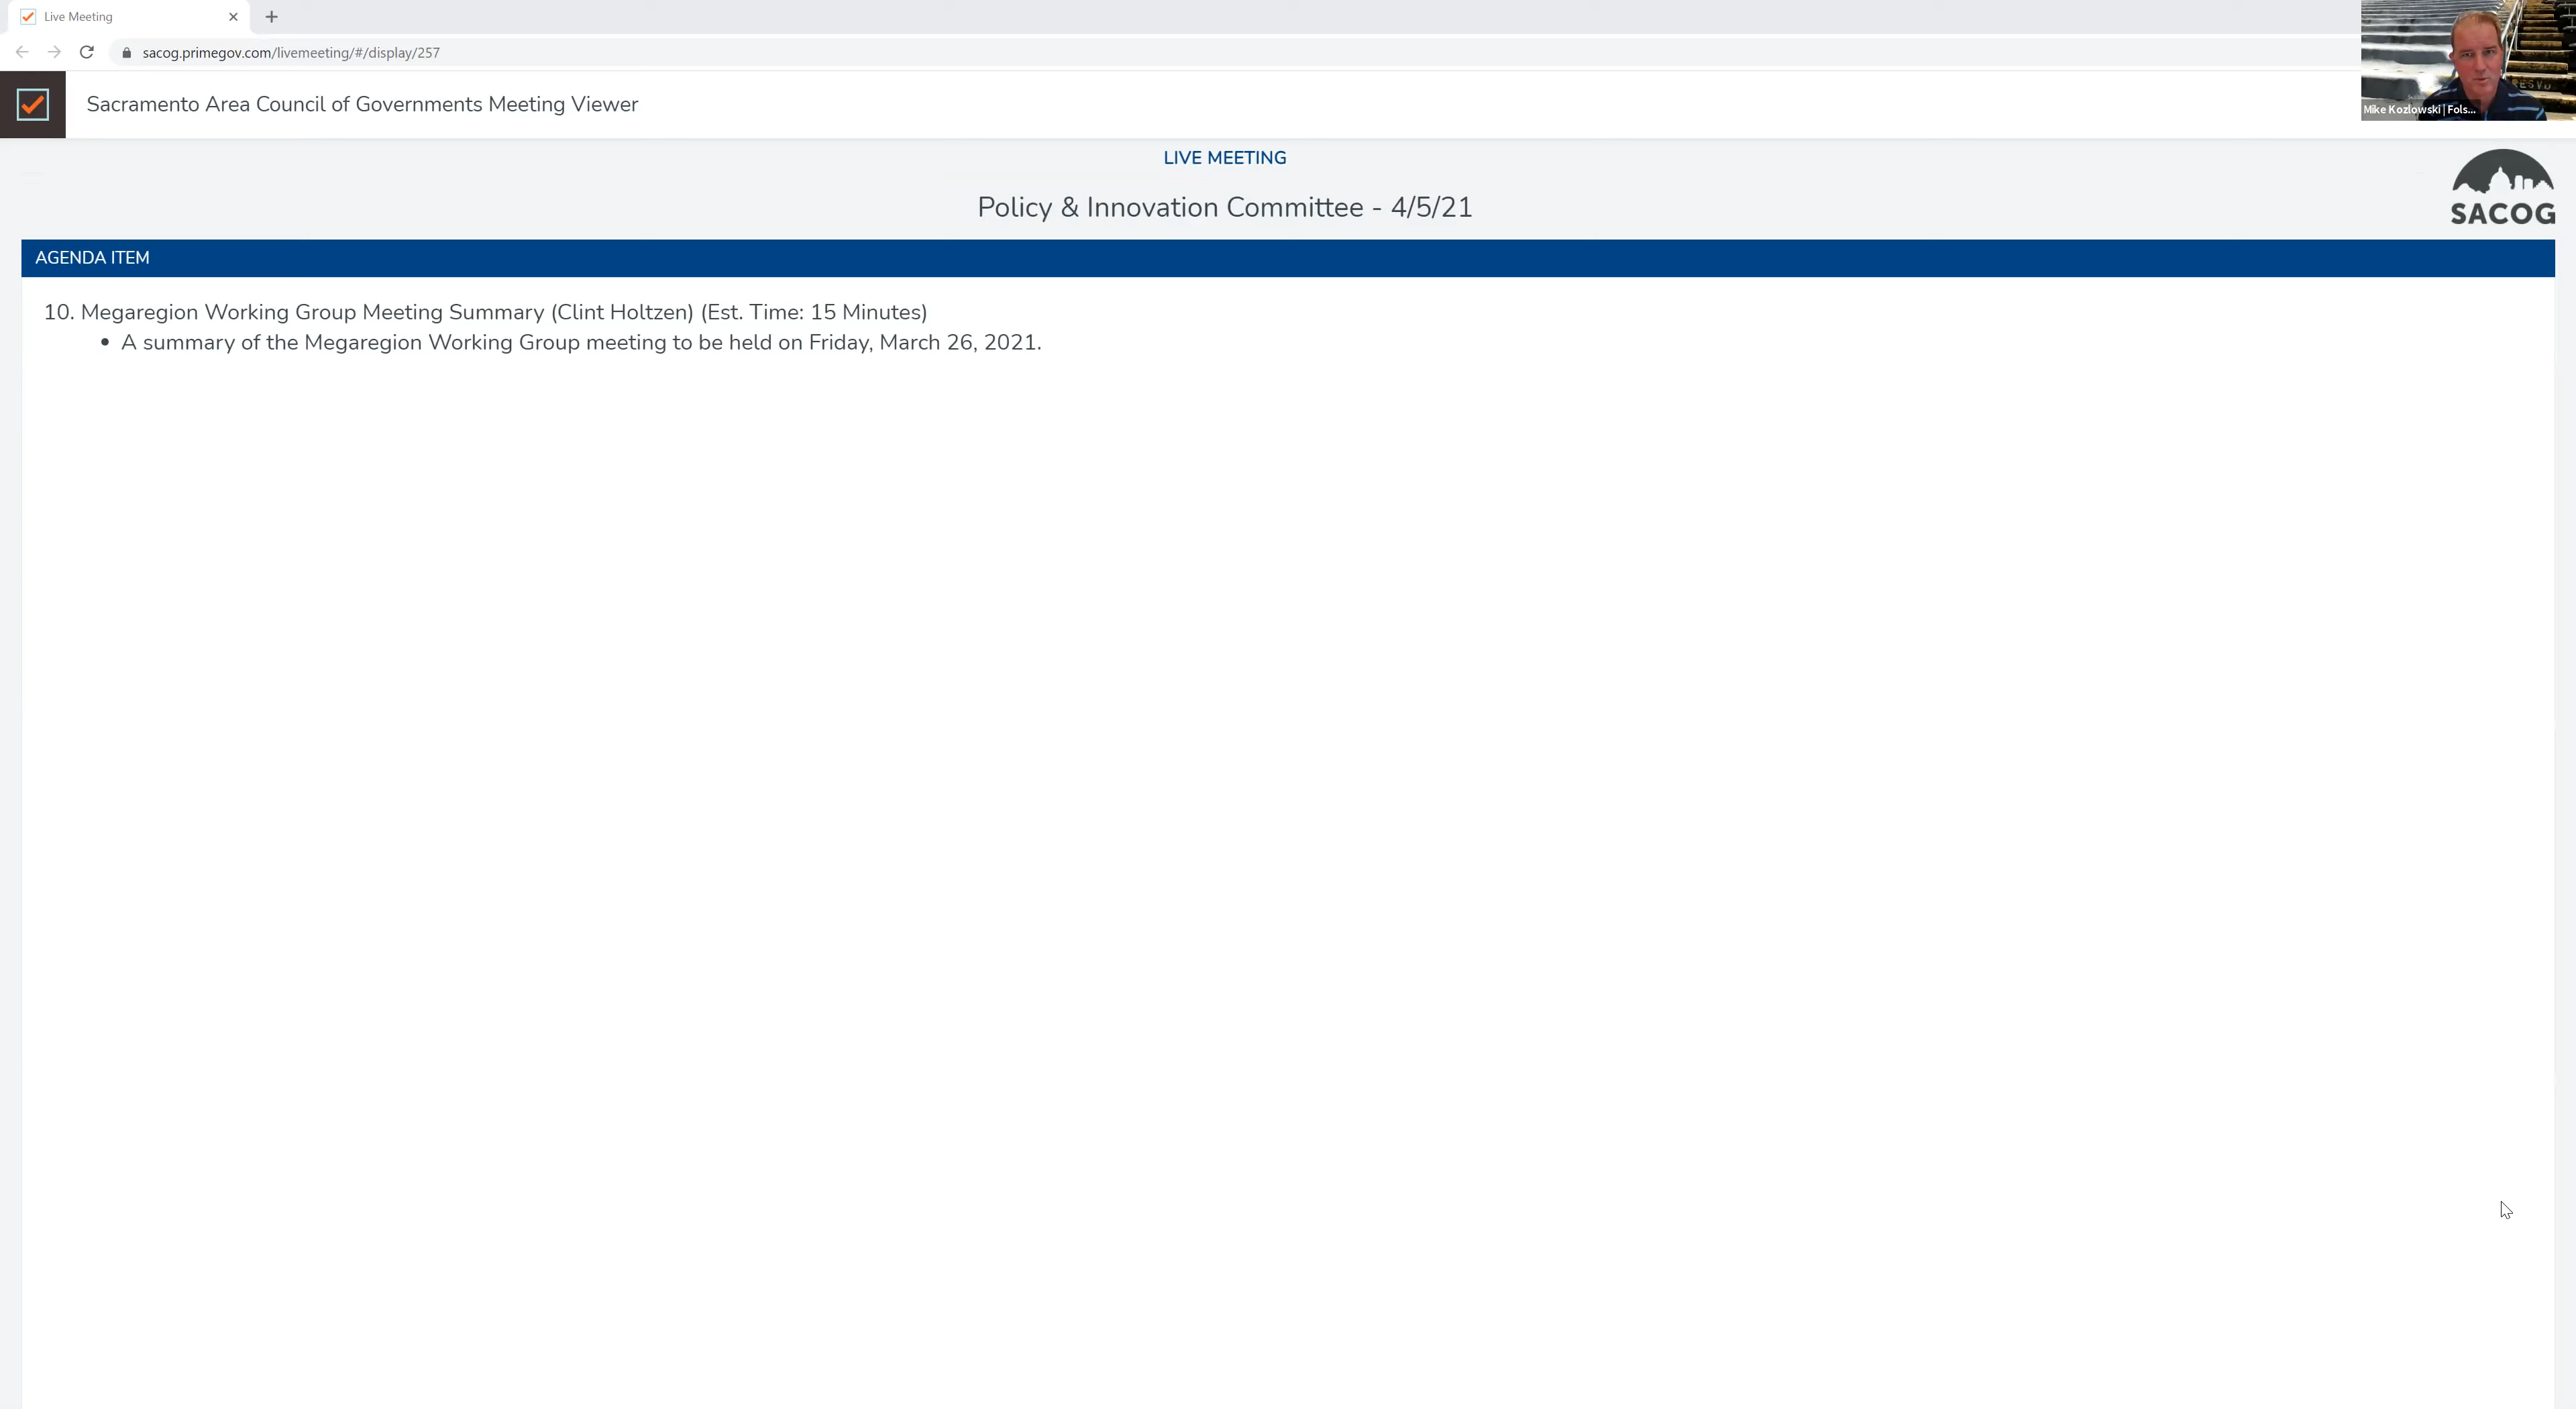 Live Meeting
sacog.primegov.com/livemeeting/#/display/257
Sacramento Area Council of Governments Meeting Viewer
Mike Kozlowski | Fols...
LIVE MEETING
Policy & Innovation Committee - 4/5/21
SACOG
AGENDA ITEM
10. Megaregion Working Group Meeting Summary (Clint Holtzen) (Est. Time: 15 Minutes)
• A summary of the Megaregion Working Group meeting to be held on Friday, March 26, 2021.